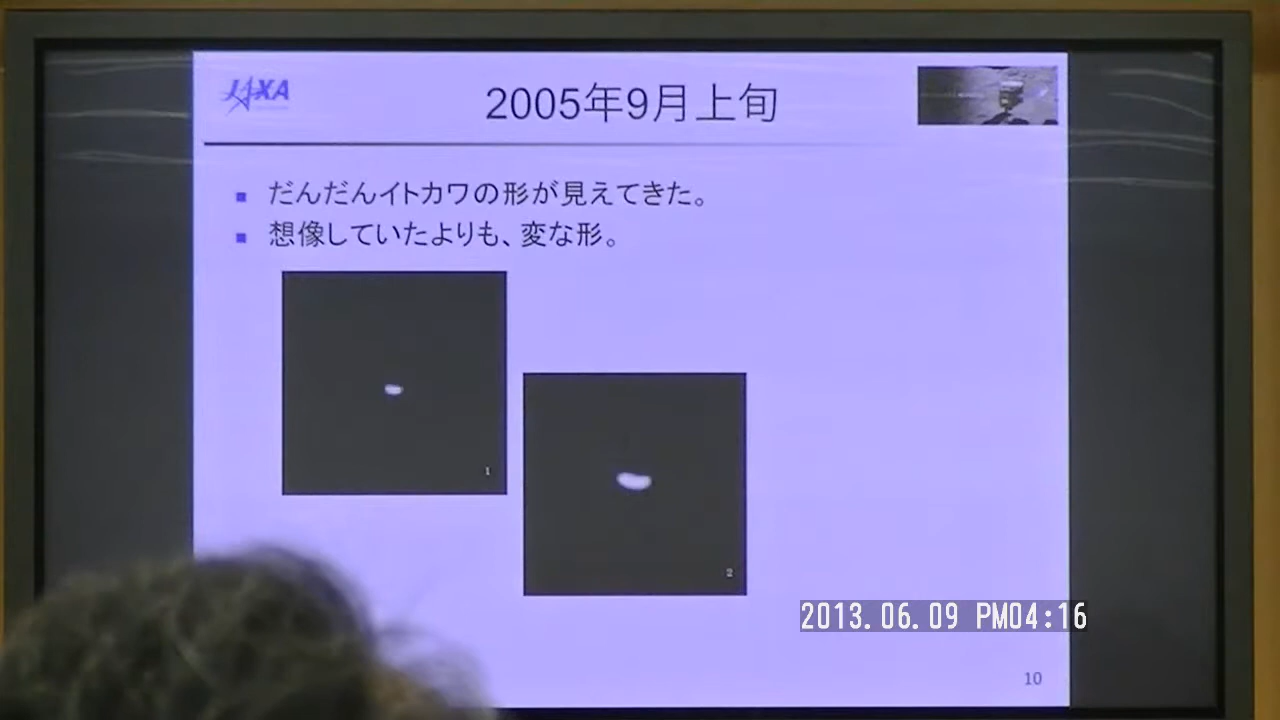 JAXA
2005年9月上旬
■ だんだんイトカワの形が見えてきた。
■ 想像していたよりも、変な形。
1
2
2013.06.09 PM04:16
10